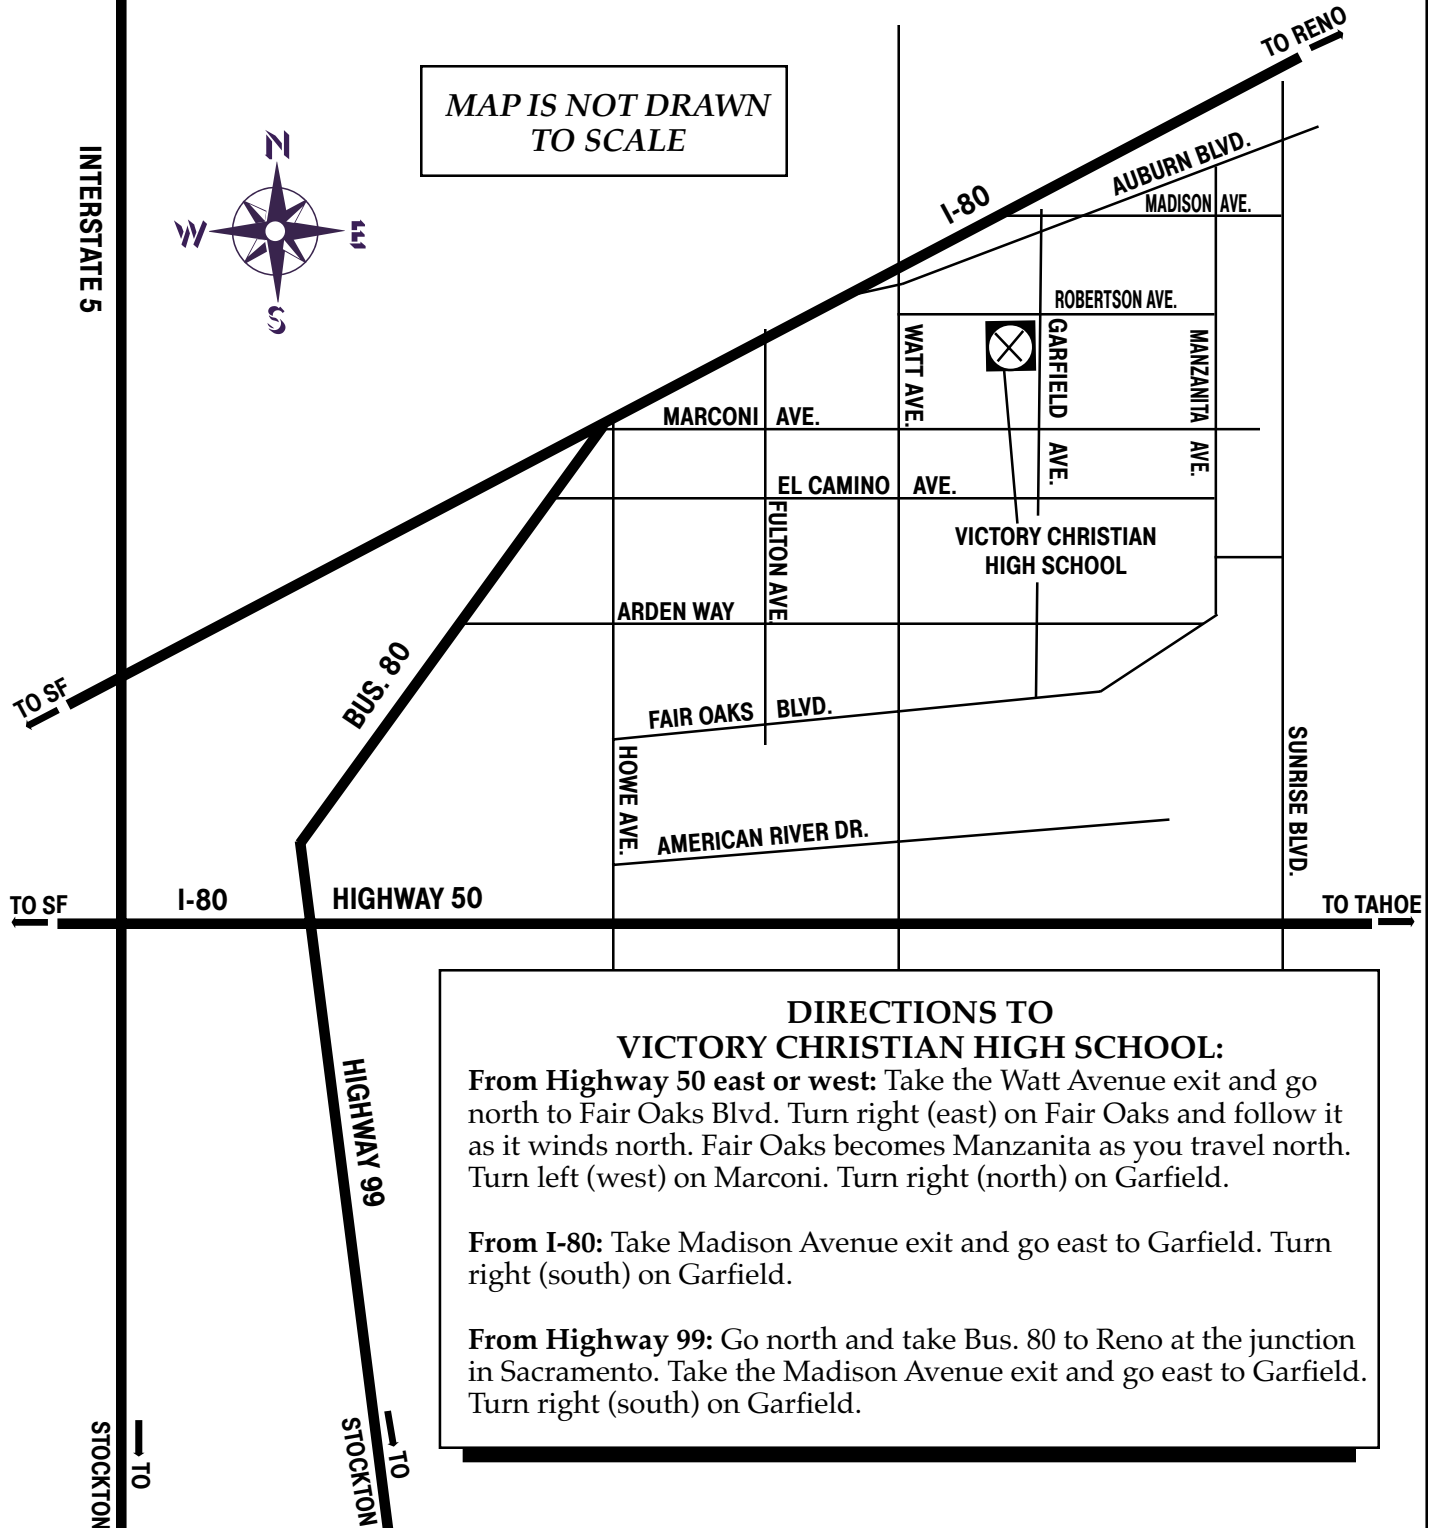 TO RENO
MAP IS NOT DRAWN
TO SCALE
N
W
E
S
INTERSTATE 5
I-80
AUBURN BLVD.
MADISON AVE.
ROBERTSON AVE.
WATT AVE.
GARFIELD AVE.
MANZANITA AVE.
MARCONI AVE.
EL CAMINO AVE.
FULTON AVE.
VICTORY CHRISTIAN
HIGH SCHOOL
ARDEN WAY
BUS. 80
TO SF
FAIR OAKS BLVD.
HOWE AVE.
SUNRISE BLVD.
AMERICAN RIVER DR.
TO SF
I-80
HIGHWAY 50
TO TAHOE
HIGHWAY 99
DIRECTIONS TO
VICTORY CHRISTIAN HIGH SCHOOL:
From Highway 50 east or west: Take the Watt Avenue exit and go
north to Fair Oaks Blvd. Turn right (east) on Fair Oaks and follow it
as it winds north. Fair Oaks becomes Manzanita as you travel north.
Turn left (west) on Marconi. Turn right (north) on Garfield.
From I-80: Take Madison Avenue exit and go east to Garfield. Turn
right (south) on Garfield.
From Highway 99: Go north and take Bus. 80 to Reno at the junction
in Sacramento. Take the Madison Avenue exit and go east to Garfield.
Turn right (south) on Garfield.
TO
STOCKTON
TO
STOCKTON